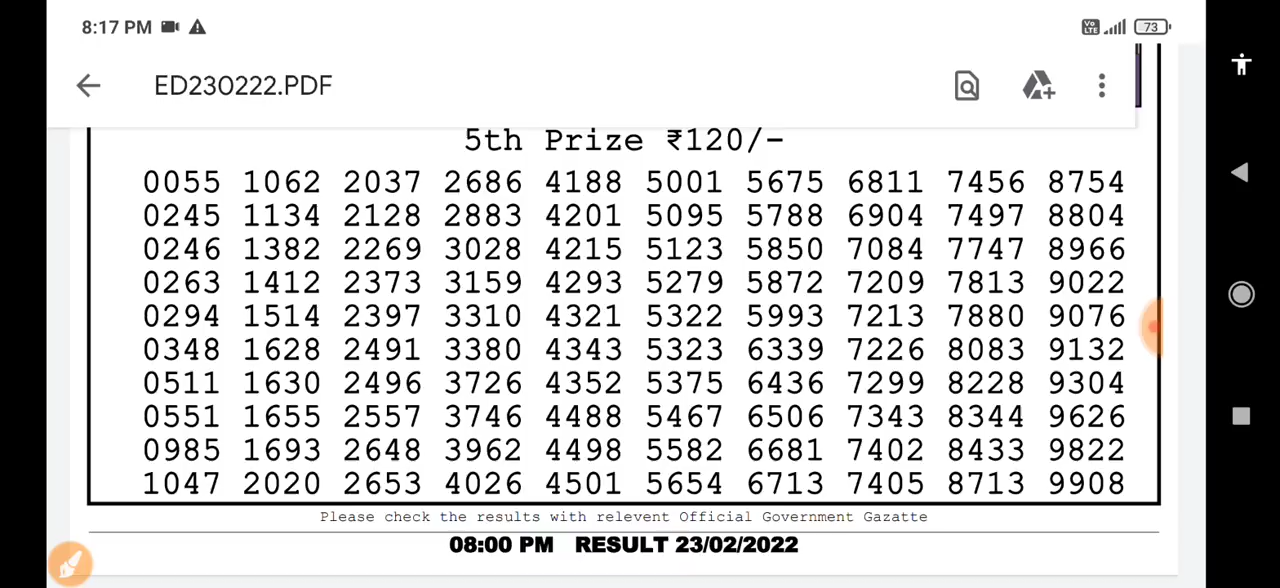 8:17 PM
Vo LTE 73
ED230222.PDF
5th Prize ₹120/-
0055 1062 2037 2686 4188 5001 5675 6811 7456 8754
0245 1134 2128 2883 4201 5095 5788 6904 7497 8804
0246 1382 2269 3028 4215 5123 5850 7084 7747 8966
0263 1412 2373 3159 4293 5279 5872 7209 7813 9022
0294 1514 2397 3310 4321 5322 5993 7213 7880 9076
0348 1628 2491 3380 4343 5323 6339 7226 8083 9132
0511 1630 2496 3726 4352 5375 6436 7299 8228 9304
0551 1655 2557 3746 4488 5467 6506 7343 8344 9626
0985 1693 2648 3962 4498 5582 6681 7402 8433 9822
1047 2020 2653 4026 4501 5654 6713 7405 8713 9908
Please check the results with relevent Official Government Gazatte
08:00 PM RESULT 23/02/2022